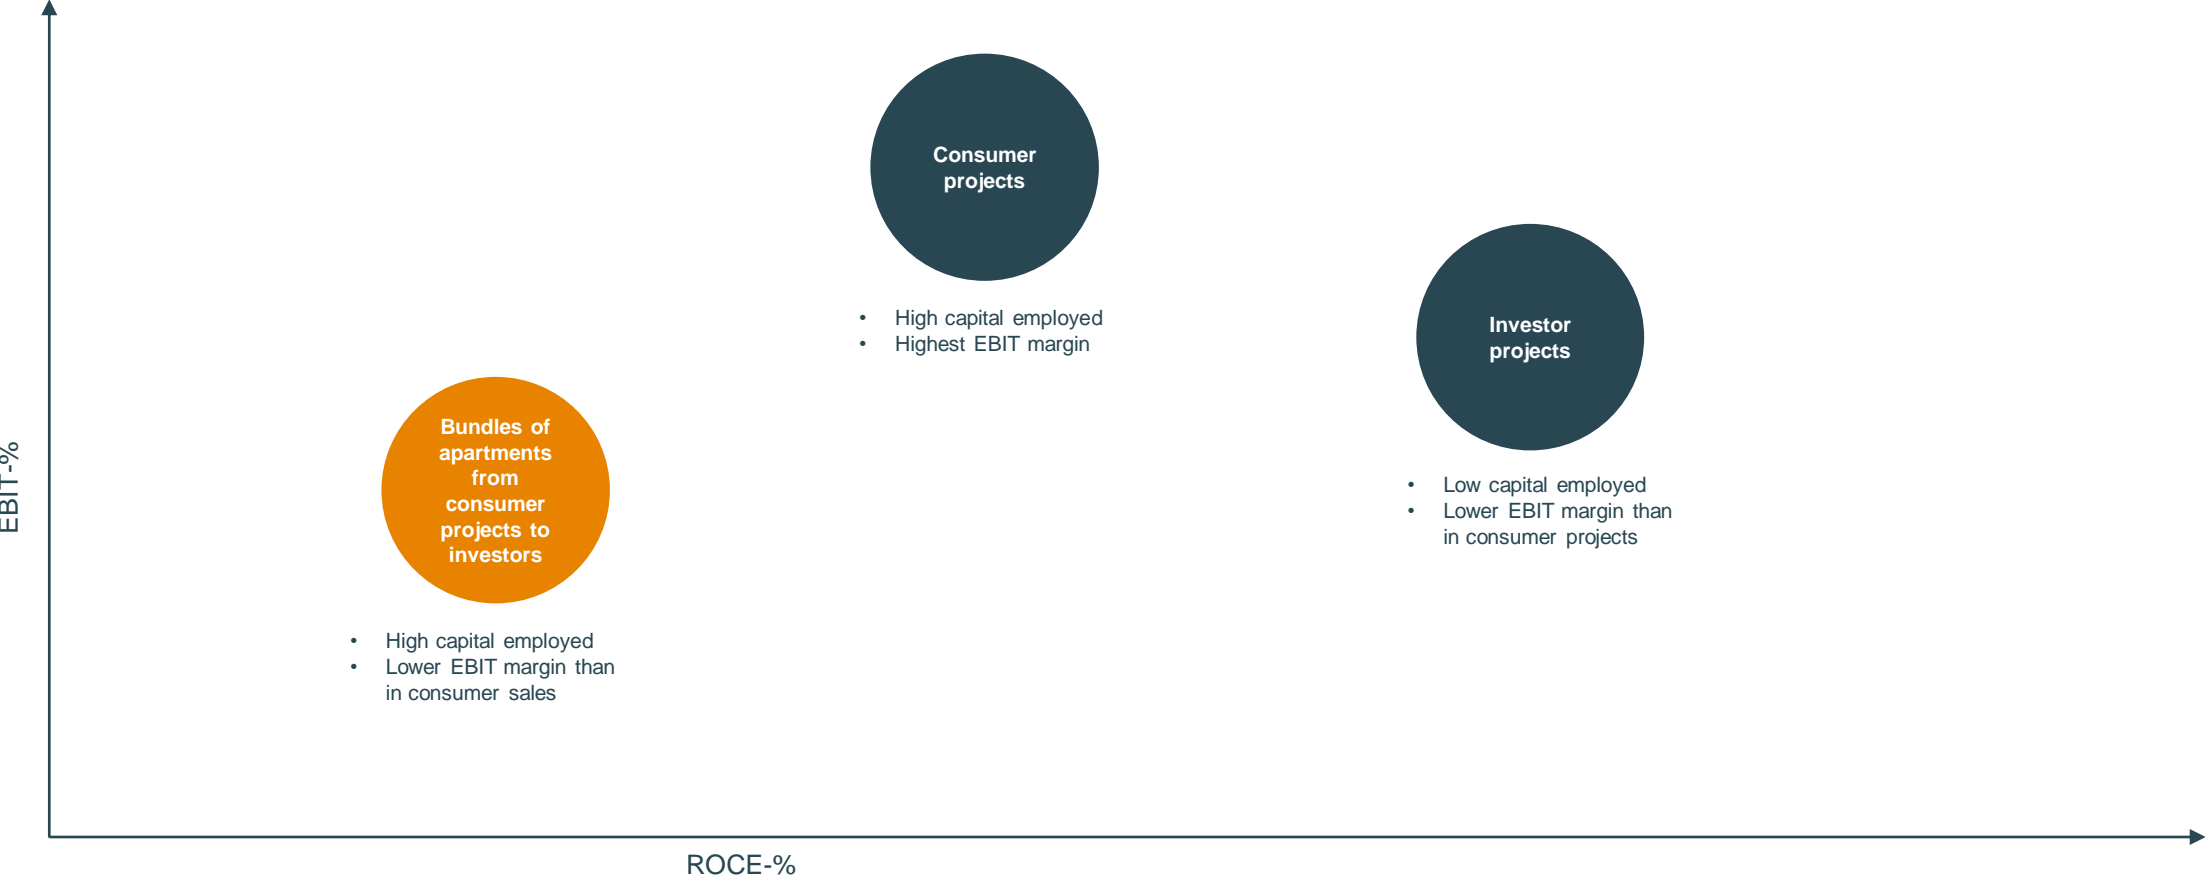 Consumer
projects
• High capital employed
• Highest EBIT margin
Investor
projects
• Low capital employed
• Lower EBIT margin than
in consumer projects
Bundles of
apartments
from
consumer
projects to
investors
• High capital employed
• Lower EBIT margin than
in consumer sales
EBIT-%
ROCE-%